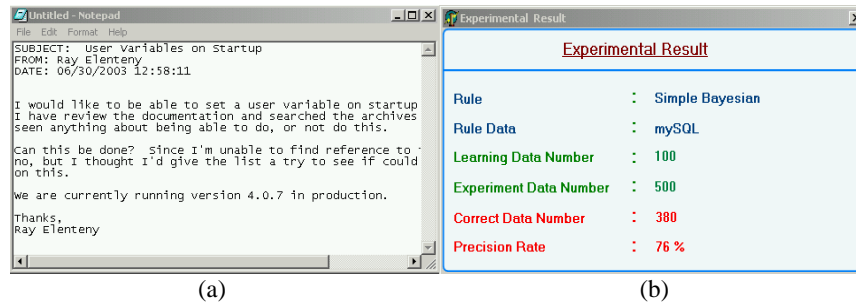 Untitled - Notepad
File Edit Format Help
SUBJECT: User Variables on Startup
FROM: Ray Elenteny
DATE: 06/30/2003 12:58:11
I would like to be able to set a user variable on startup
I have review the documentation and searched the archives
seen anything about being able to do, or not do this.
Can this be done? Since I'm unable to find reference to
no, but I thought I'd give the list a try to see if could
on this.
We are currently running version 4.0.7 in production.
Thanks,
Ray Elenteny
(a)
Experimental Result
Experimental Result
Rule : Simple Bayesian
Rule Data : mySQL
Learning Data Number : 100
Experiment Data Number : 500
Correct Data Number : 380
Precision Rate : 76 %
(b)